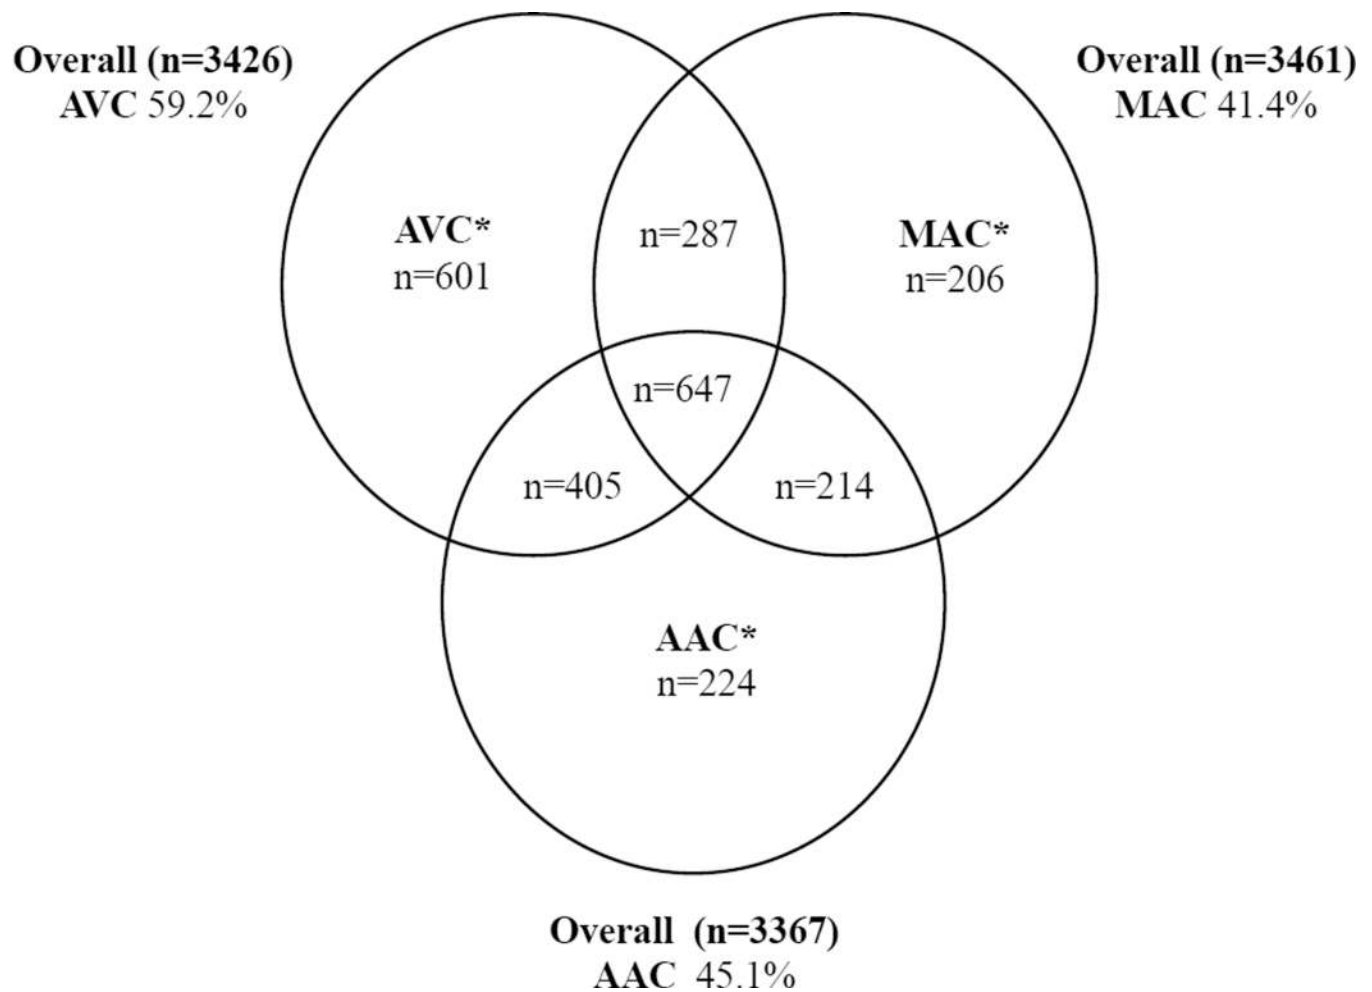 Overall (n=3426)
AVC 59.2%
Overall (n=3461)
MAC 41.4%
AVC*
n=601
n=287
MAC*
n=206
n=647
n=405
n=214
AAC*
n=224
Overall (n=3367)
AAC 45.1%